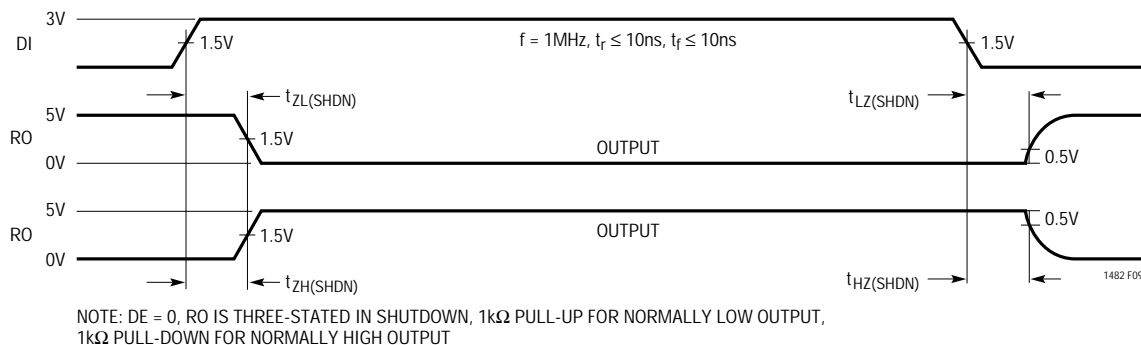 3V
DI
1.5V
f = 1MHz, tr ≤ 10ns, tf ≤ 10ns
1.5V
tZL(SHDN)
tLZ(SHDN)
5V
RO
1.5V
OUTPUT
0V
0.5V
5V
RO
1.5V
OUTPUT
0.5V
0V
tZH(SHDN)
tHZ(SHDN)
1482 F09
NOTE: DE = 0, RO IS THREE-STATED IN SHUTDOWN, 1kΩ PULL-UP FOR NORMALLY LOW OUTPUT,
1kΩ PULL-DOWN FOR NORMALLY HIGH OUTPUT